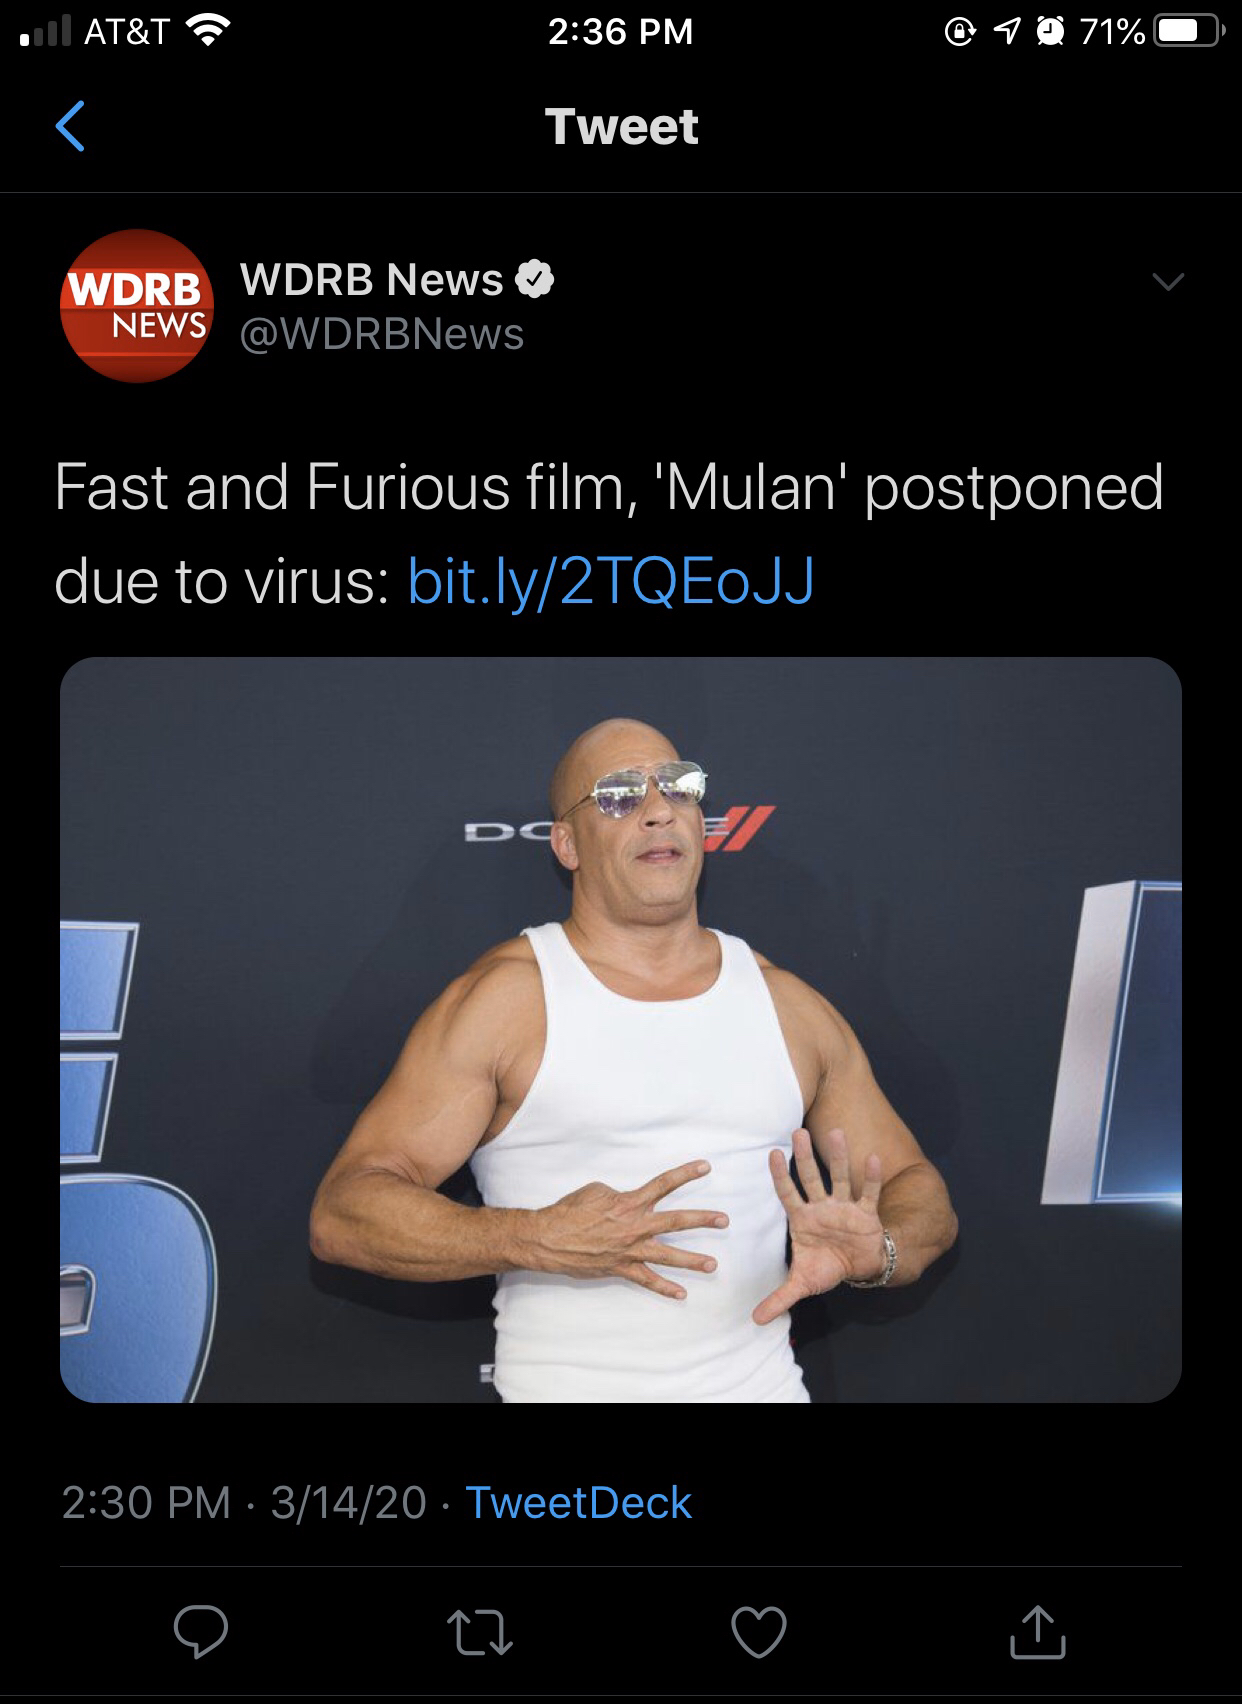 AT&T 2:36 PM 71%
Tweet
WDRB
NEWS
WDRB News
@WDRBNews
Fast and Furious film, 'Mulan' postponed
due to virus: bit.ly/2TQEoJJ
DO
2:30 PM · 3/14/20 · TweetDeck